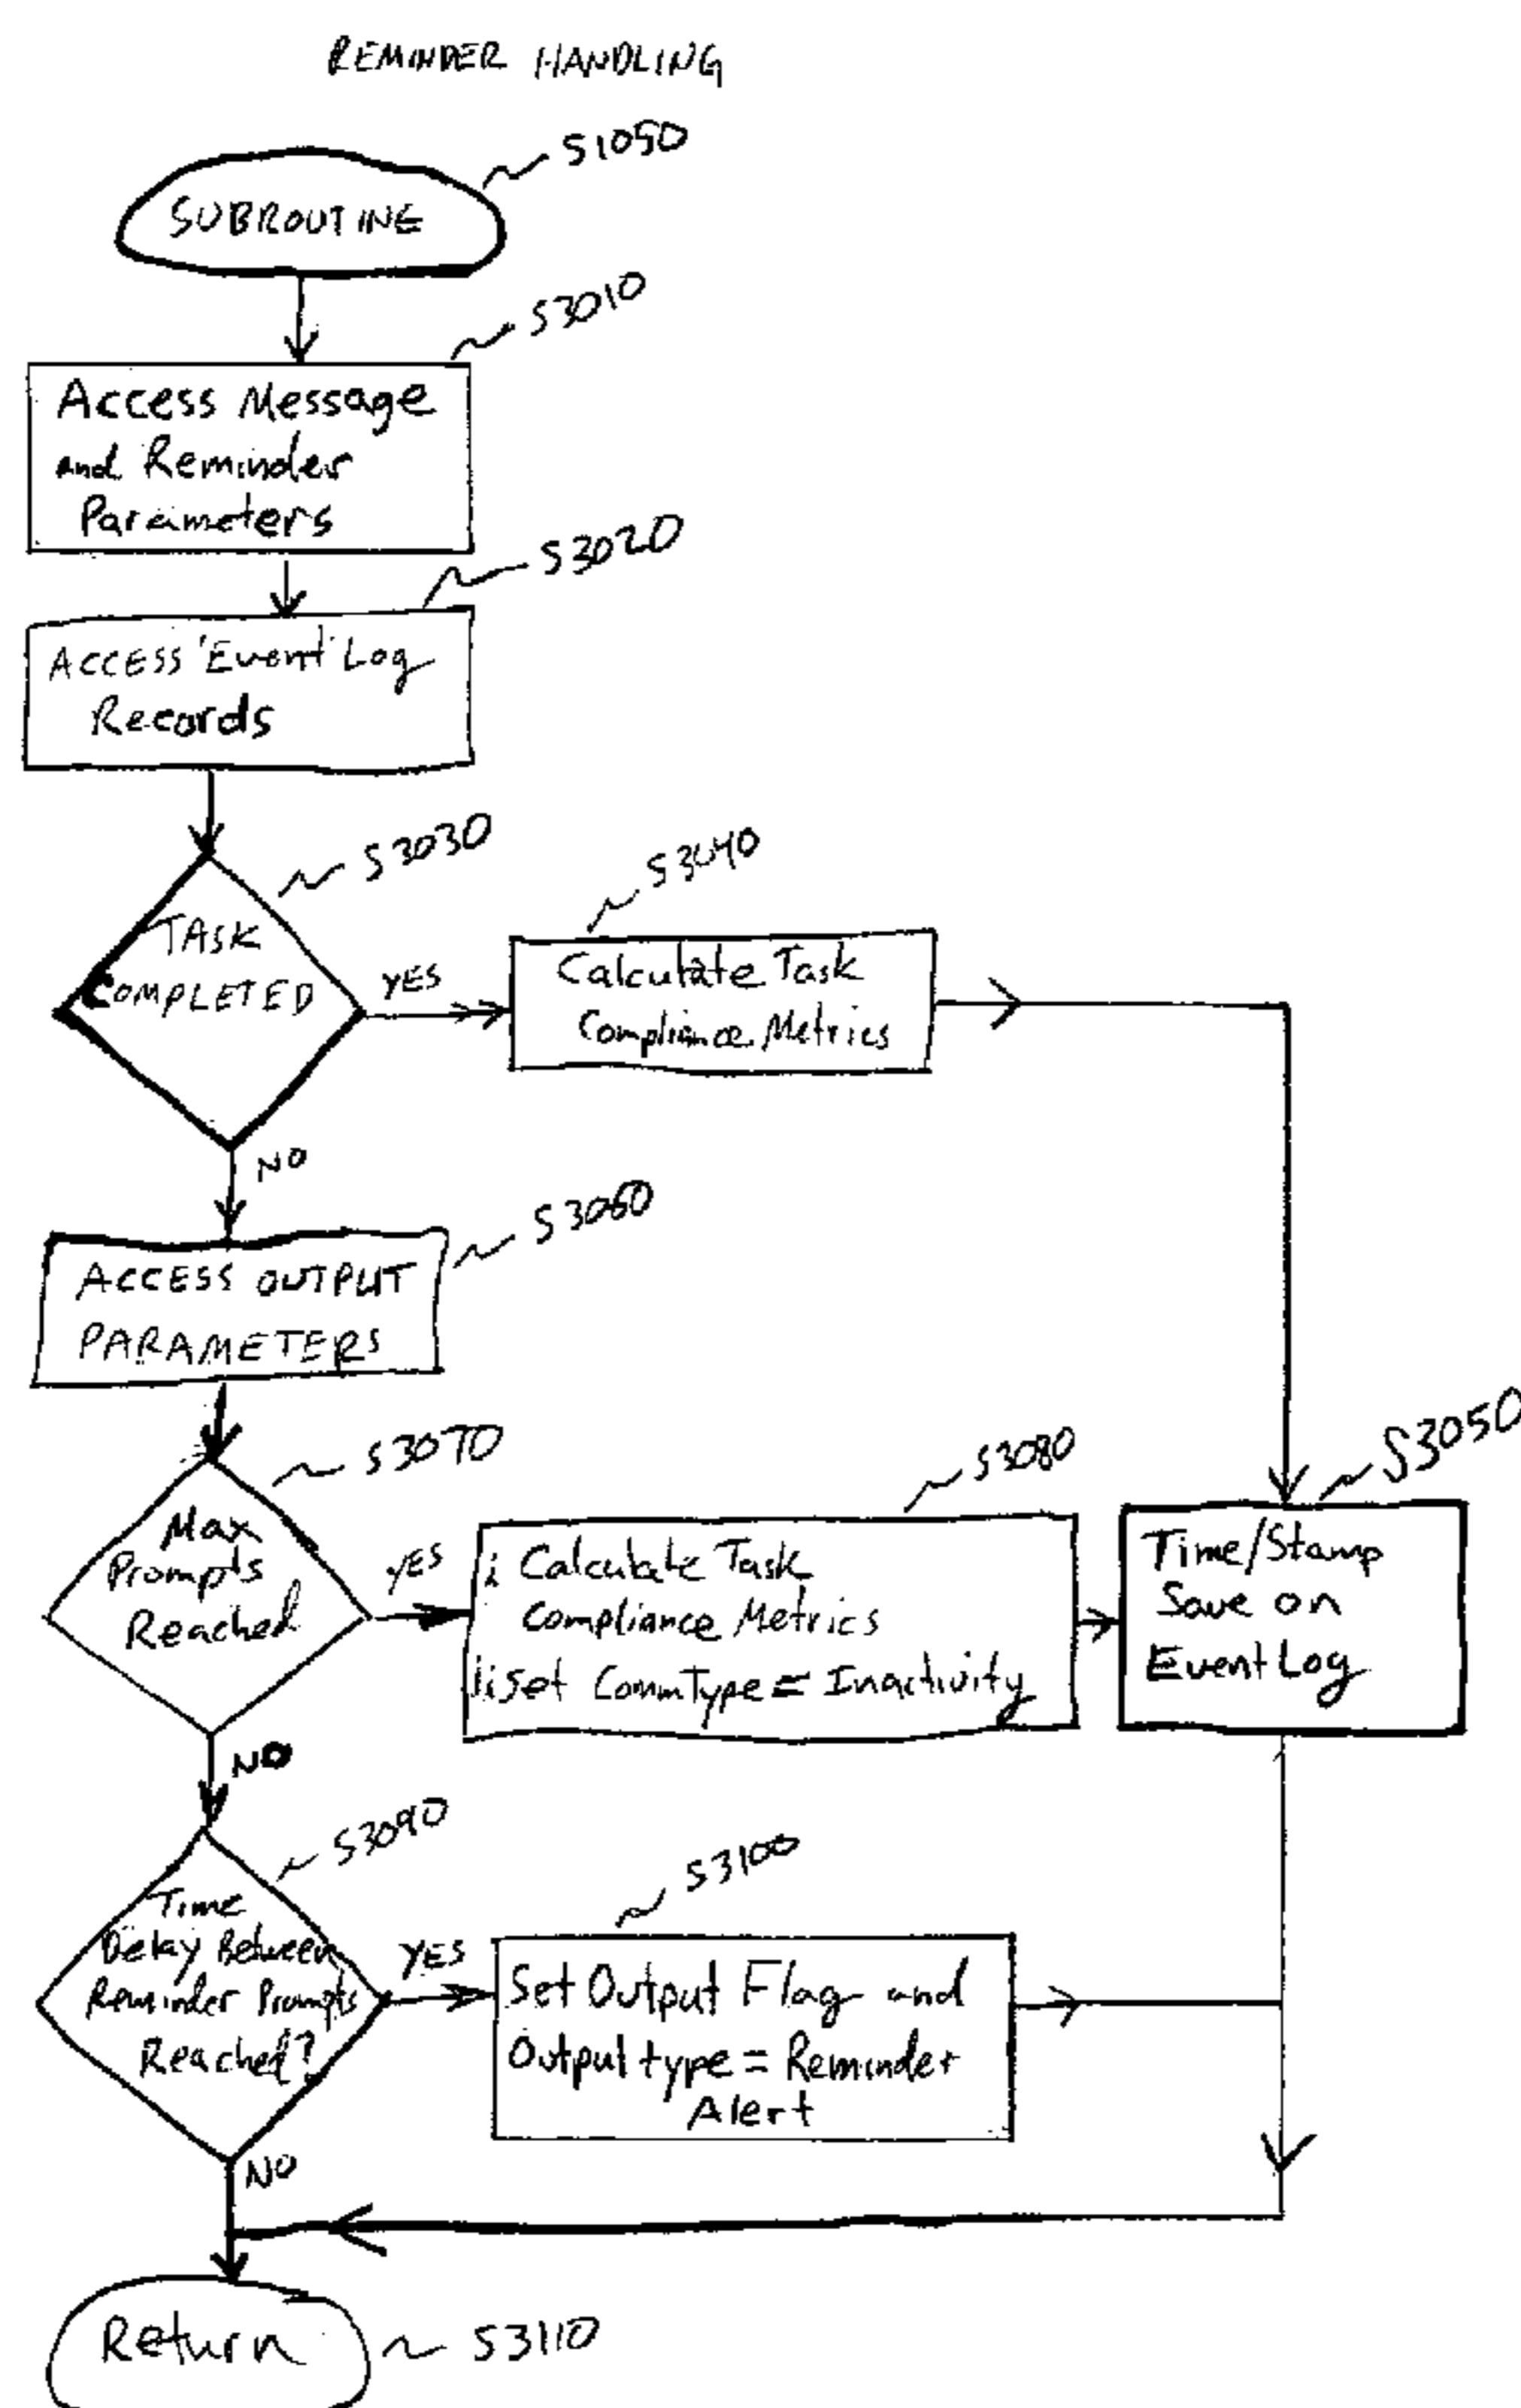 REMINDER HANDLING
S1050
SUBROUTINE
S3010
Access Message
and Reminder
Parameters
S3020
ACCESS 'Event' Log
Records
S3030
TASK
COMPLETED
YES
S3040
Calculate Task
Compliance Metrics
NO
S3060
ACCESS OUTPUT
PARAMETERS
S3070
Max
Prompts
Reached
YES
S3080
i Calculate Task
Compliance Metrics
ii Set CommType = Inactivity
S3050
Time/Stamp
Save on
Event Log
NO
S3090
Time
Delay Between
Reminder Prompts
Reached?
YES
S3100
Set Output Flag and
Output type = Reminder
Alert
NO
Return
S3110